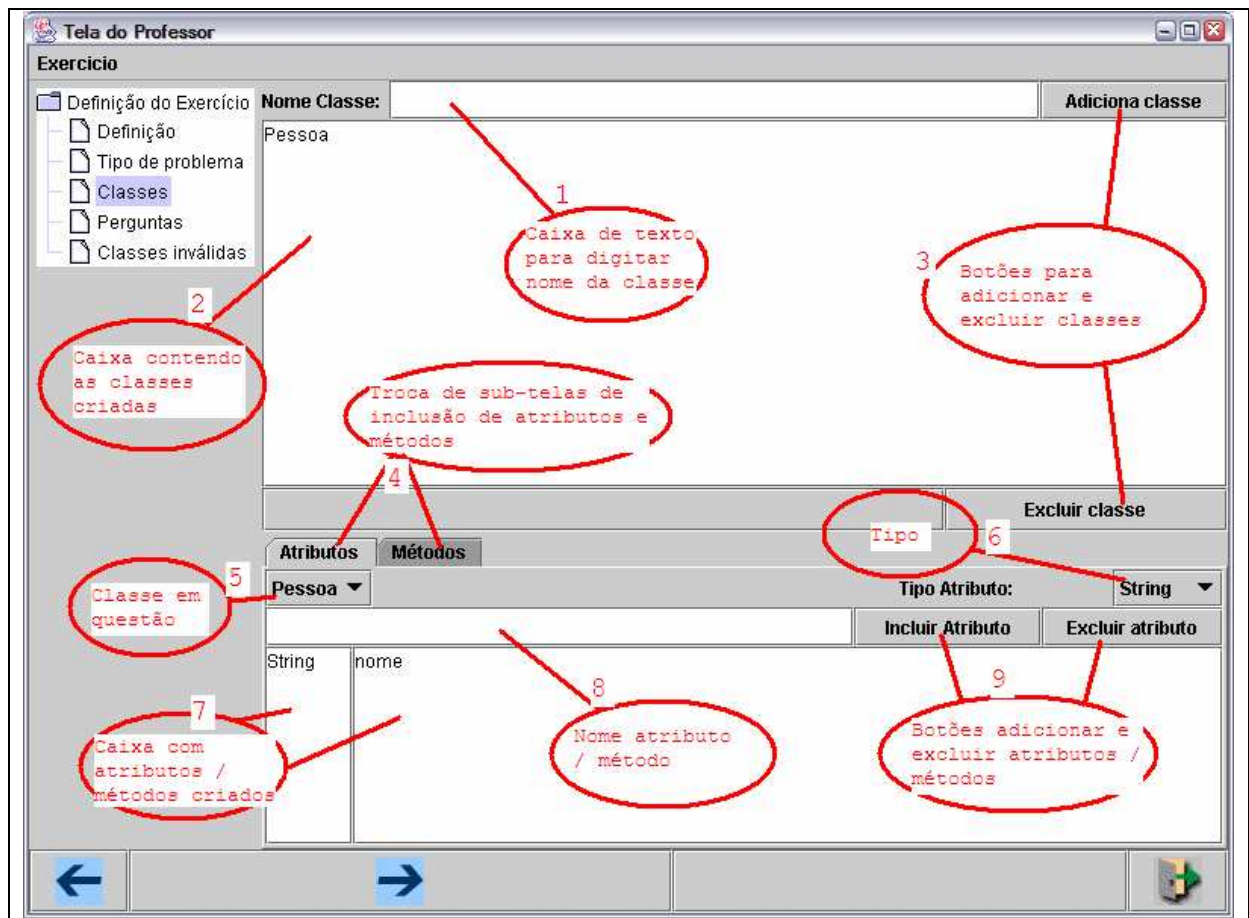 Tela do Professor
Exercicio
Definição do Exercício
Definição
Tipo de problema
Classes
Perguntas
Classes inválidas
Nome Classe:
Adiciona classe
Pessoa
1
Caixa de texto
para digitar
nome da classe
2
Caixa contendo
as classes
criadas
3
Botões para
adicionar e
excluir classes
Troca de sub-telas de
inclusão de atributos e
métodos
4
Excluir classe
Tipo
6
Atributos
Métodos
5
Classe em
questão
Pessoa
Tipo Atributo:
String
Incluir Atributo
Excluir atributo
String
nome
7
Caixa com
atributos /
métodos criados
8
Nome atributo
/ método
9
Botões adicionar e
excluir atributos /
métodos